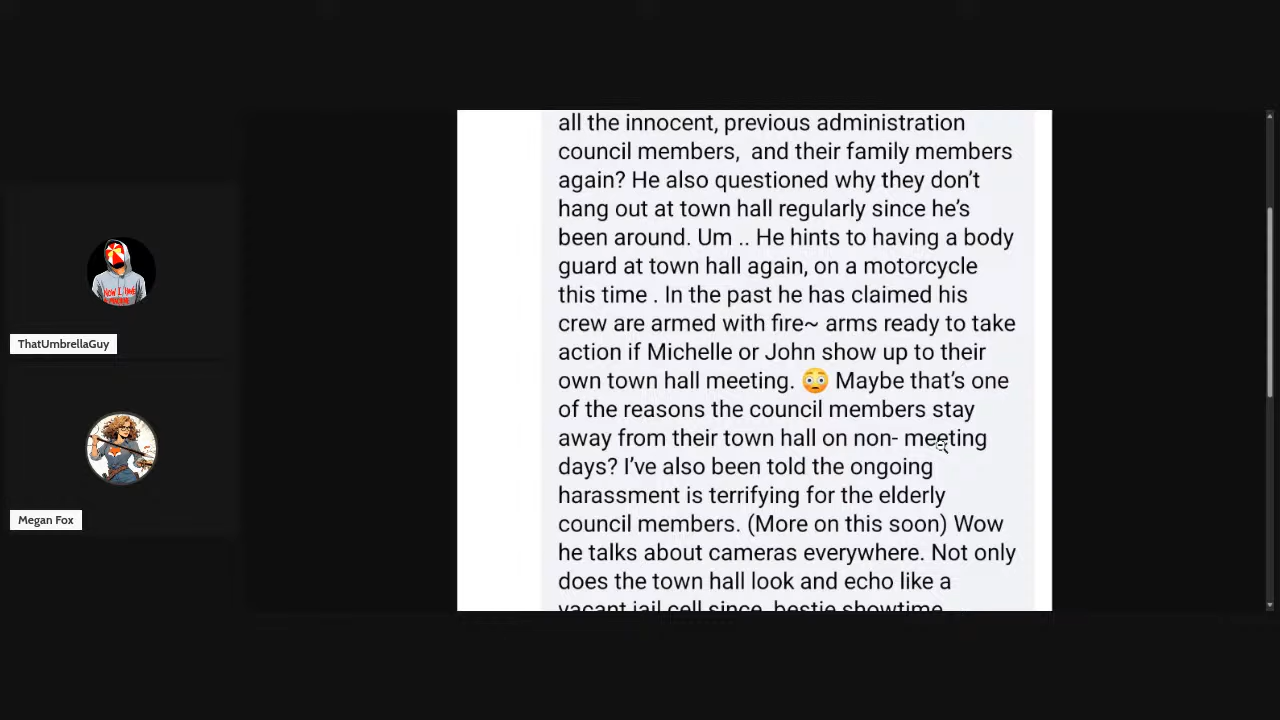 all the innocent, previous administration
council members,  and their family members
again? He also questioned why they don't
hang out at town hall regularly since he's
been around. Um .. He hints to having a body
guard at town hall again, on a motorcycle
this time . In the past he has claimed his
crew are armed with fire~ arms ready to take
action if Michelle or John show up to their
own town hall meeting. 😳 Maybe that's one
of the reasons the council members stay
away from their town hall on non- meeting
days? I've also been told the ongoing
harassment is terrifying for the elderly
council members. (More on this soon) Wow
he talks about cameras everywhere. Not only
does the town hall look and echo like a
vacant jail cell since bestie showtime
ThatUmbrellaGuy
Megan Fox